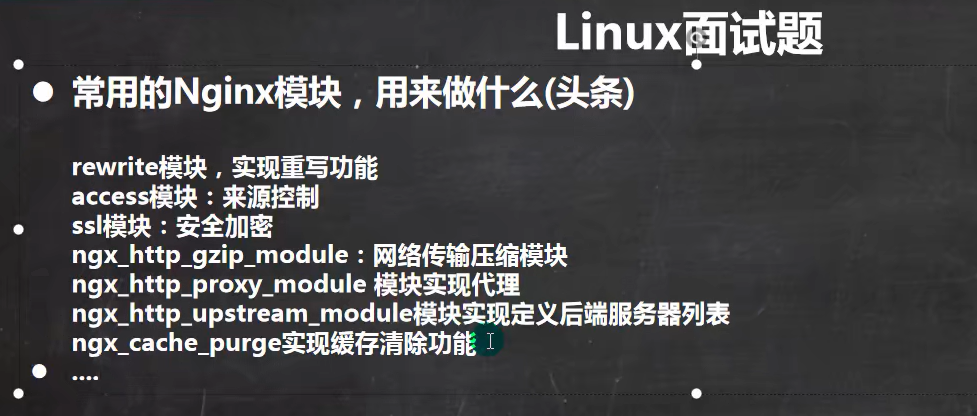 Linux面试题
常用的Nginx模块，用来做什么(头条)
rewrite模块，实现重写功能
access模块：来源控制
ssl模块：安全加密
ngx_http_gzip_module：网络传输压缩模块
ngx_http_proxy_module 模块实现代理
ngx_http_upstream_module模块实现定义后端服务器列表
ngx_cache_purge实现缓存清除功能
....